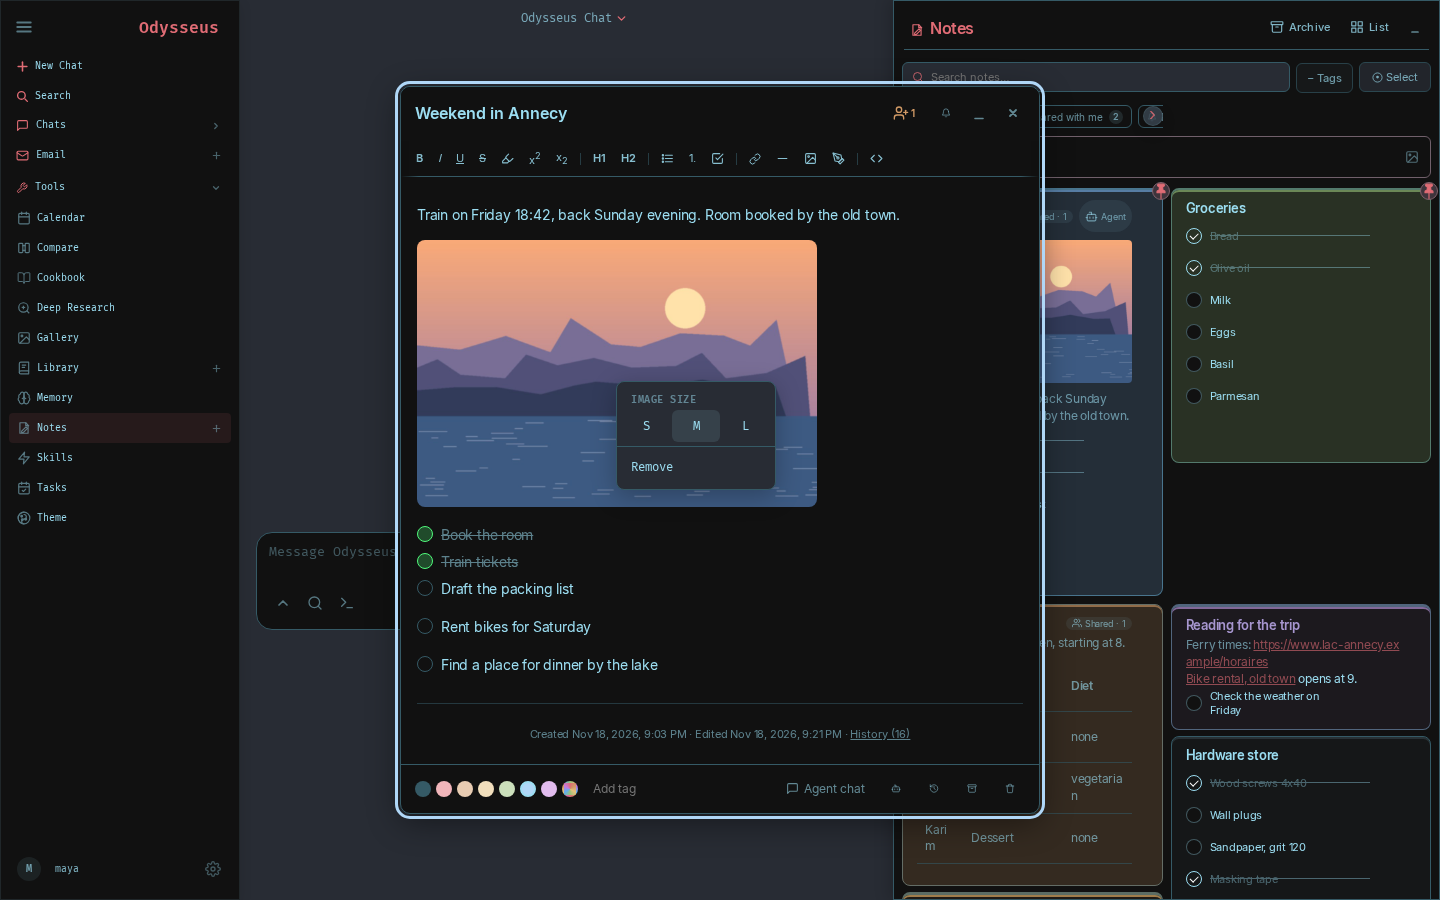 Odysseus
New Chat
Search
Chats
Email
Tools
Calendar
Compare
Cookbook
Deep Research
Gallery
Library
Memory
Notes
Skills
Tasks
Theme
M
maya
Odysseus Chat
Message Odysseus
Notes
Archive
List
Search notes...
– Tags
Select
ared with me 2
Weekend in Annecy
1
B I U S x2 x2 H1 H2 1.
Train on Friday 18:42, back Sunday evening. Room booked by the old town.
IMAGE SIZE
S M L
Remove
Book the room
Train tickets
Draft the packing list
Rent bikes for Saturday
Find a place for dinner by the lake
Created Nov 18, 2026, 9:03 PM · Edited Nov 18, 2026, 9:21 PM · History (16)
Add tag
Agent chat
ed · 1
Agent
back Sunday
by the old town.
Groceries
Bread
Olive oil
Milk
Eggs
Basil
Parmesan
Shared · 1
en, starting at 8.
Diet
none
vegetaria
n
Kari
m
Dessert
none
Reading for the trip
Ferry times: https://www.lac-annecy.ex
ample/horaires
Bike rental, old town opens at 9.
Check the weather on
Friday
Hardware store
Wood screws 4x40
Wall plugs
Sandpaper, grit 120
Masking tape